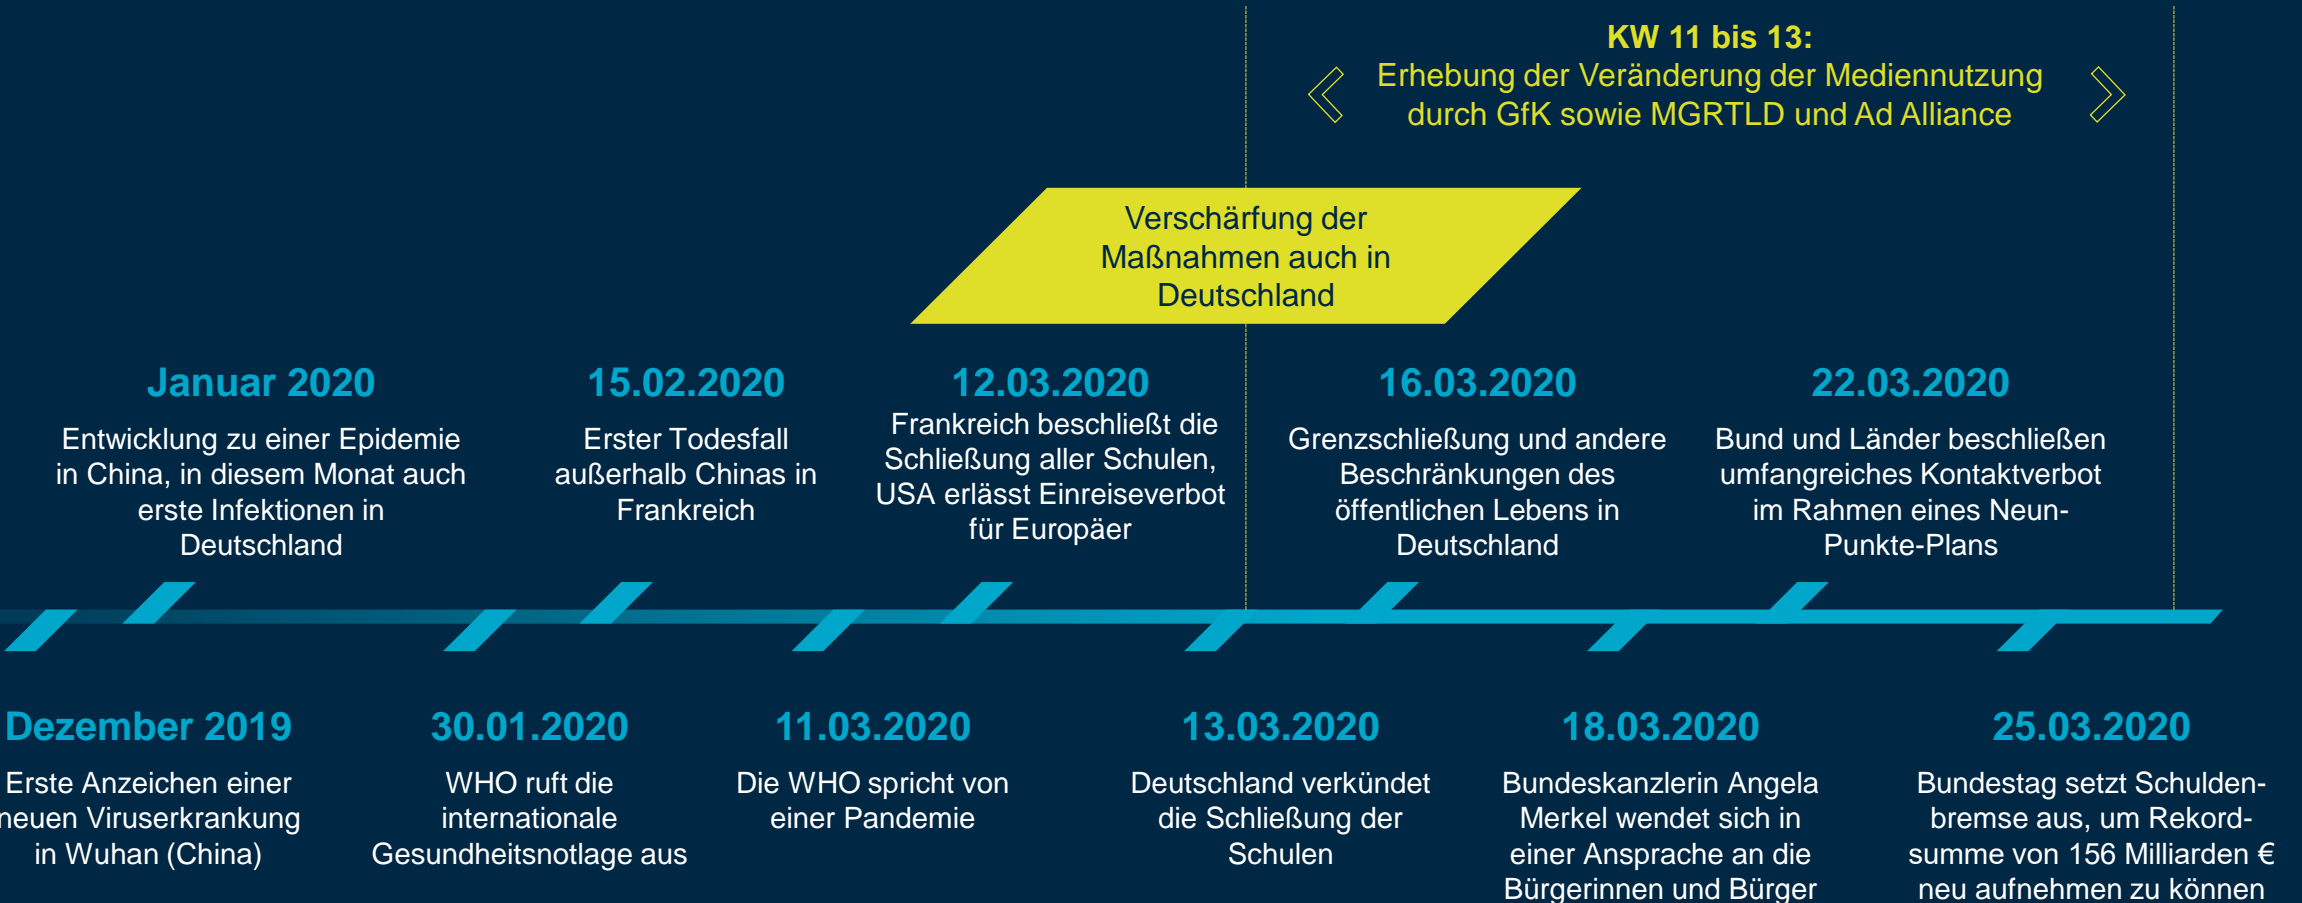 KW 11 bis 13:
Erhebung der Veränderung der Mediennutzung
durch GfK sowie MGRTLD und Ad Alliance
Verschärfung der
Maßnahmen auch in
Deutschland
Januar 2020
Entwicklung zu einer Epidemie
in China, in diesem Monat auch
erste Infektionen in
Deutschland
15.02.2020
Erster Todesfall
außerhalb Chinas in
Frankreich
12.03.2020
Frankreich beschließt die
Schließung aller Schulen,
USA erlässt Einreiseverbot
für Europäer
16.03.2020
Grenzschließung und andere
Beschränkungen des
öffentlichen Lebens in
Deutschland
22.03.2020
Bund und Länder beschließen
umfangreiches Kontaktverbot
im Rahmen eines Neun-
Punkte-Plans
Dezember 2019
Erste Anzeichen einer
neuen Viruserkrankung
in Wuhan (China)
30.01.2020
WHO ruft die
internationale
Gesundheitsnotlage aus
11.03.2020
Die WHO spricht von
einer Pandemie
13.03.2020
Deutschland verkündet
die Schließung der
Schulen
18.03.2020
Bundeskanzlerin Angela
Merkel wendet sich in
einer Ansprache an die
Bürgerinnen und Bürger
25.03.2020
Bundestag setzt Schulden-
bremse aus, um Rekord-
summe von 156 Milliarden €
neu aufnehmen zu können